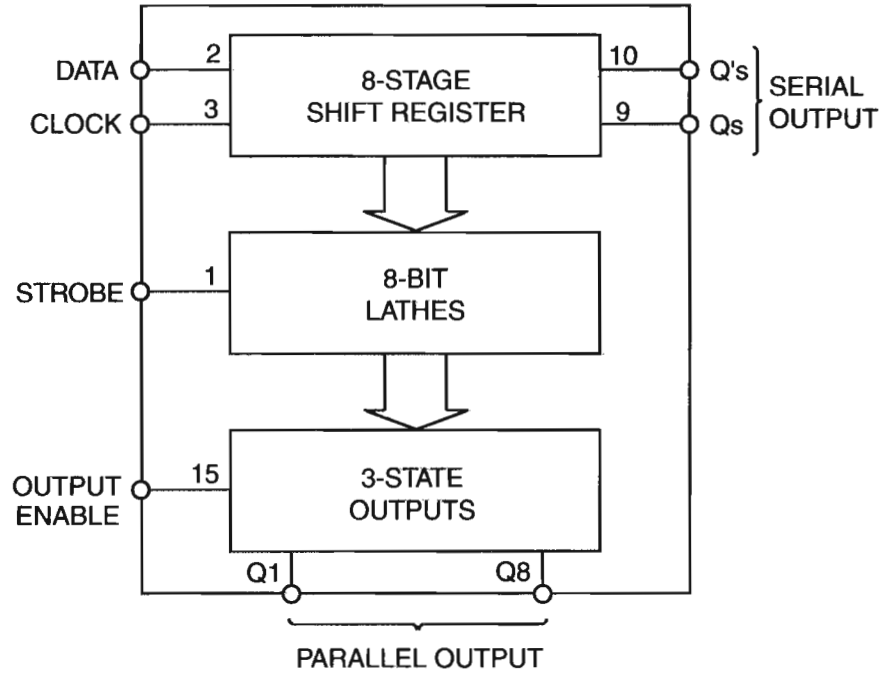 DATA
2
8-STAGE
SHIFT REGISTER
10
Q's
CLOCK
3
9
Qs
SERIAL
OUTPUT
STROBE
1
8-BIT
LATHES
OUTPUT
ENABLE
15
3-STATE
OUTPUTS
Q1
Q8
PARALLEL OUTPUT